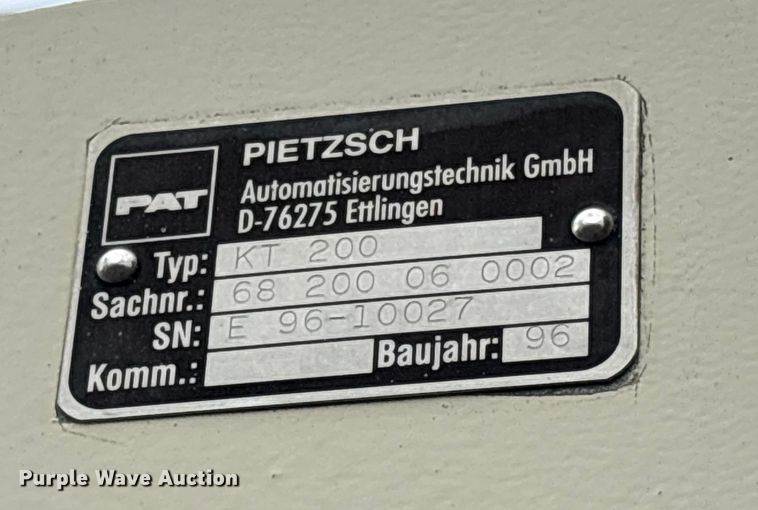 PAT
PIETZSCH
Automatisierungstechnik GmbH
D-76275 Ettlingen
Typ: KT 200
Sachnr.: 68 200 06 0002
SN: E 96-10027
Komm.: Baujahr: 96
Purple Wave Auction